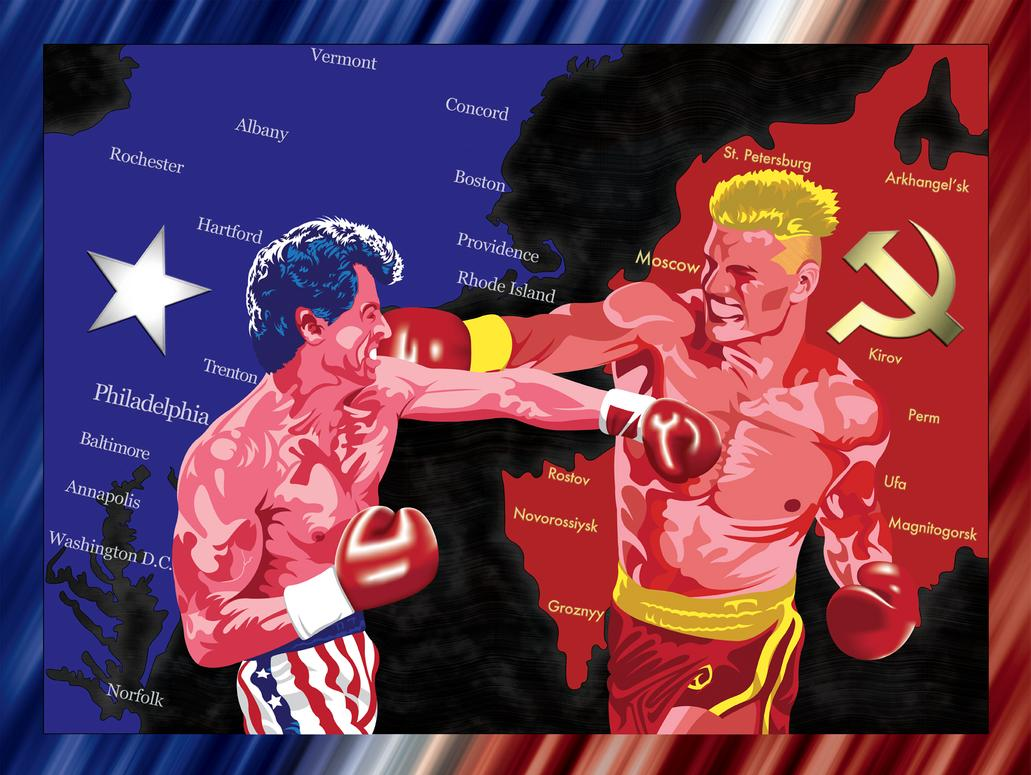 Vermont
Concord
Albany
Rochester
Boston
Hartford
Providence
Rhode Island
Trenton
Philadelphia
Baltimore
Annapolis
Washington D.C.
Norfolk
St. Petersburg
Arkhangel'sk
Moscow
Kirov
Perm
Rostov
Ufa
Novorossiysk
Magnitogorsk
Groznyy